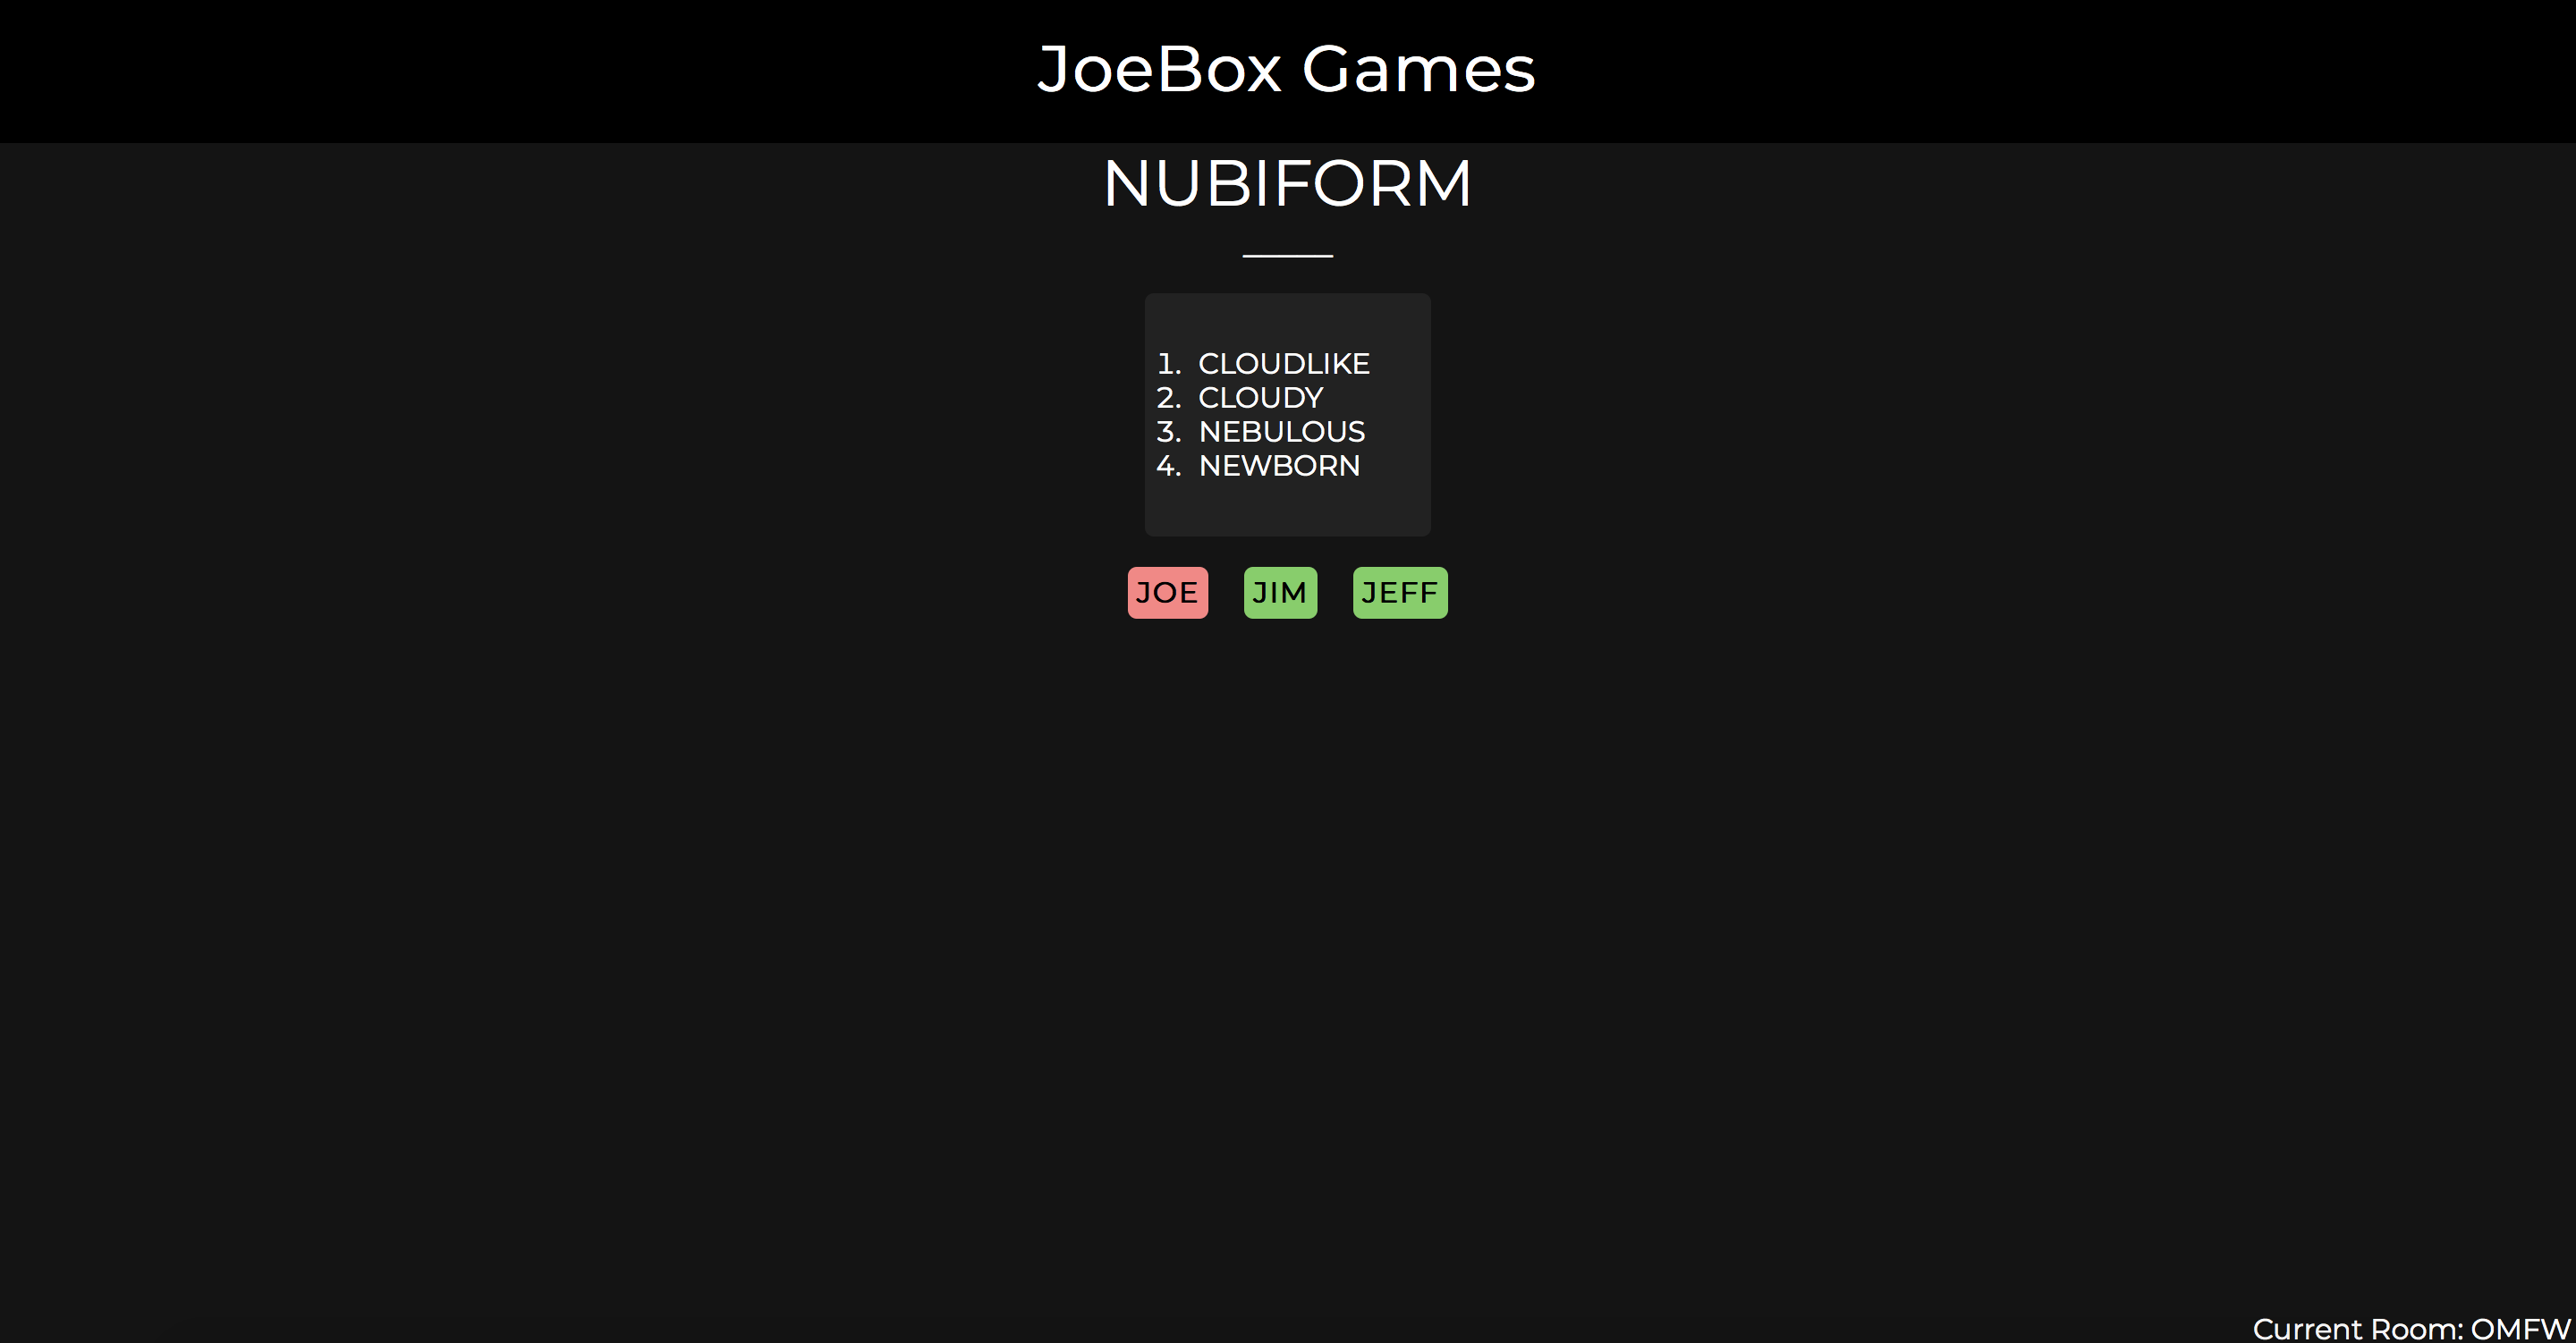 JoeBox Games
NUBIFORM
1. CLOUDLIKE
2. CLOUDY
3. NEBULOUS
4. NEWBORN
JOE JIM JEFF
Current Room: OMFW